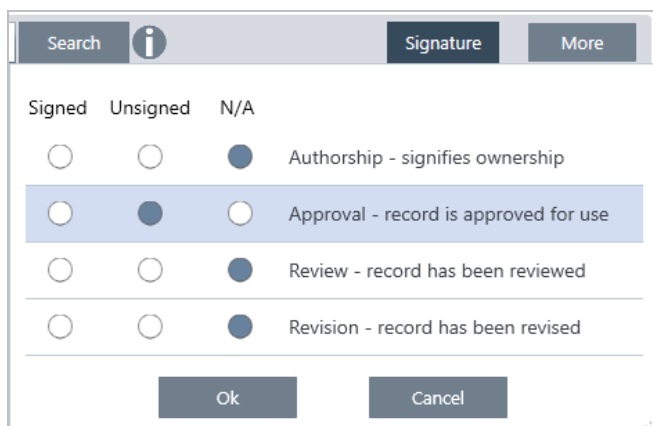 Search i Signature More
Signed Unsigned N/A
Authorship - signifies ownership
Approval - record is approved for use
Review - record has been reviewed
Revision - record has been revised
Ok Cancel